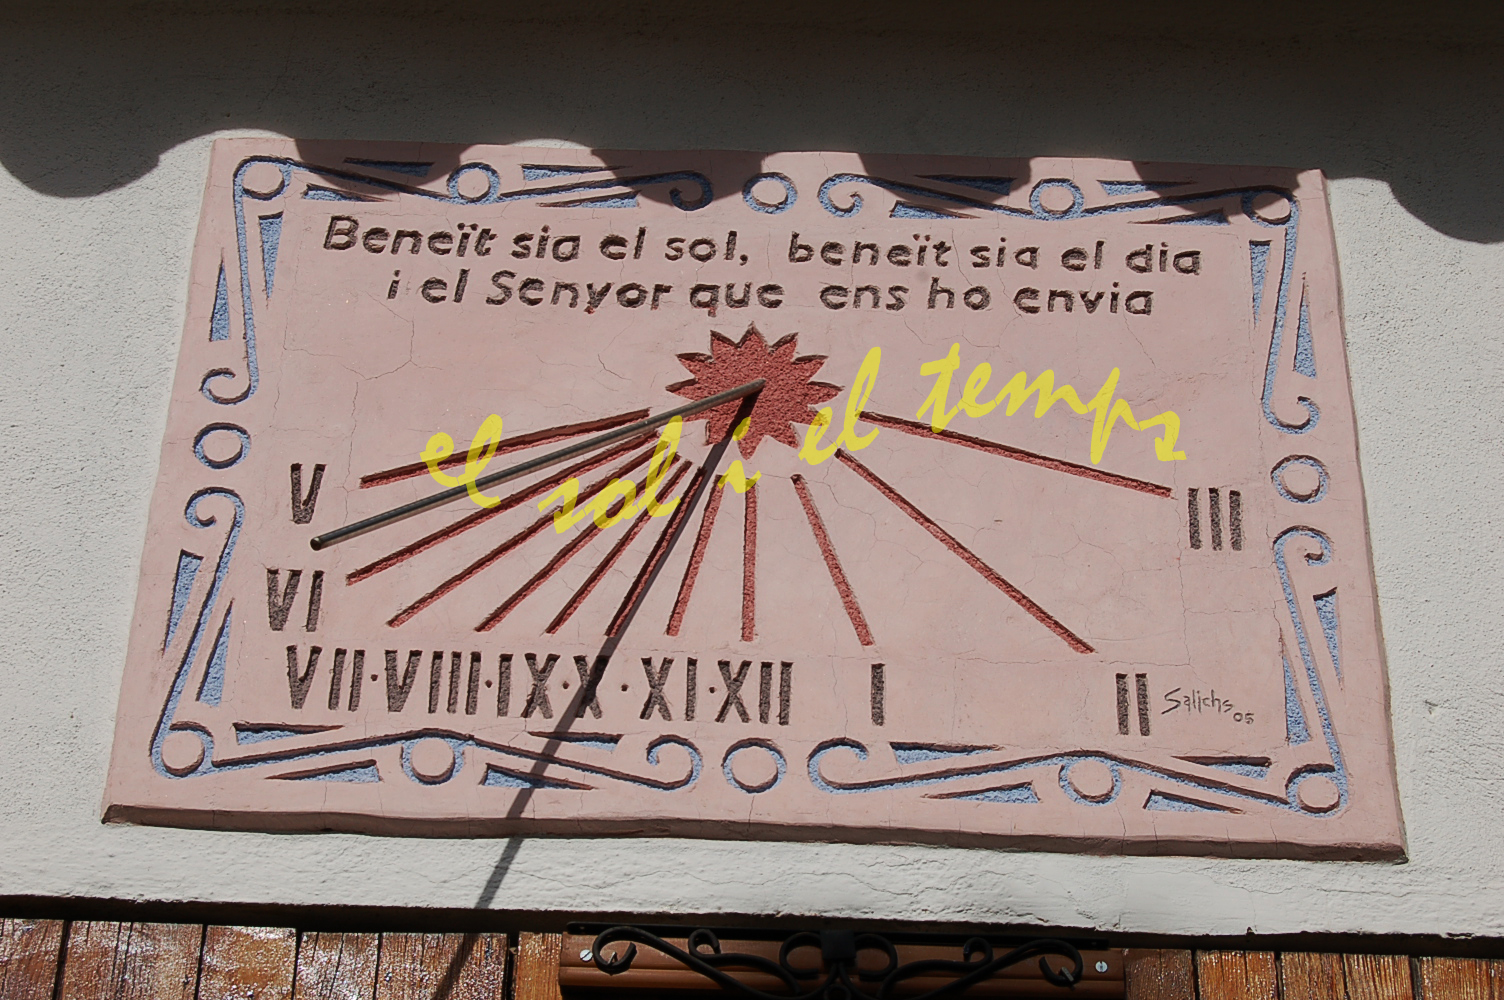 Beneït sia el sol, beneït sia el dia
i el Senyor que ens ho envia
el sol i el temps
V
III
VI
VII·VIIII·IX·X·XI·XII
I
II
Salichs
05